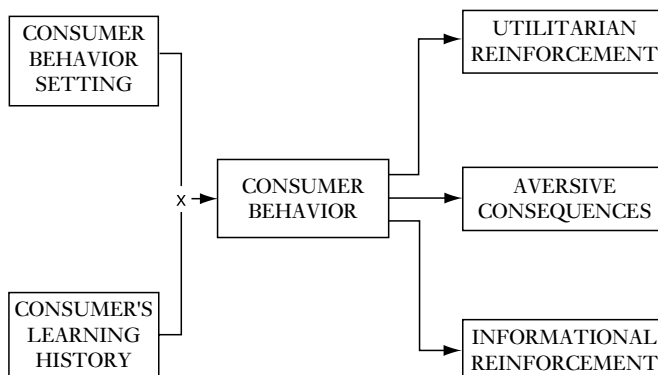 CONSUMER
BEHAVIOR
SETTING
CONSUMER'S
LEARNING
HISTORY
x
CONSUMER
BEHAVIOR
UTILITARIAN
REINFORCEMENT
AVERSIVE
CONSEQUENCES
INFORMATIONAL
REINFORCEMENT